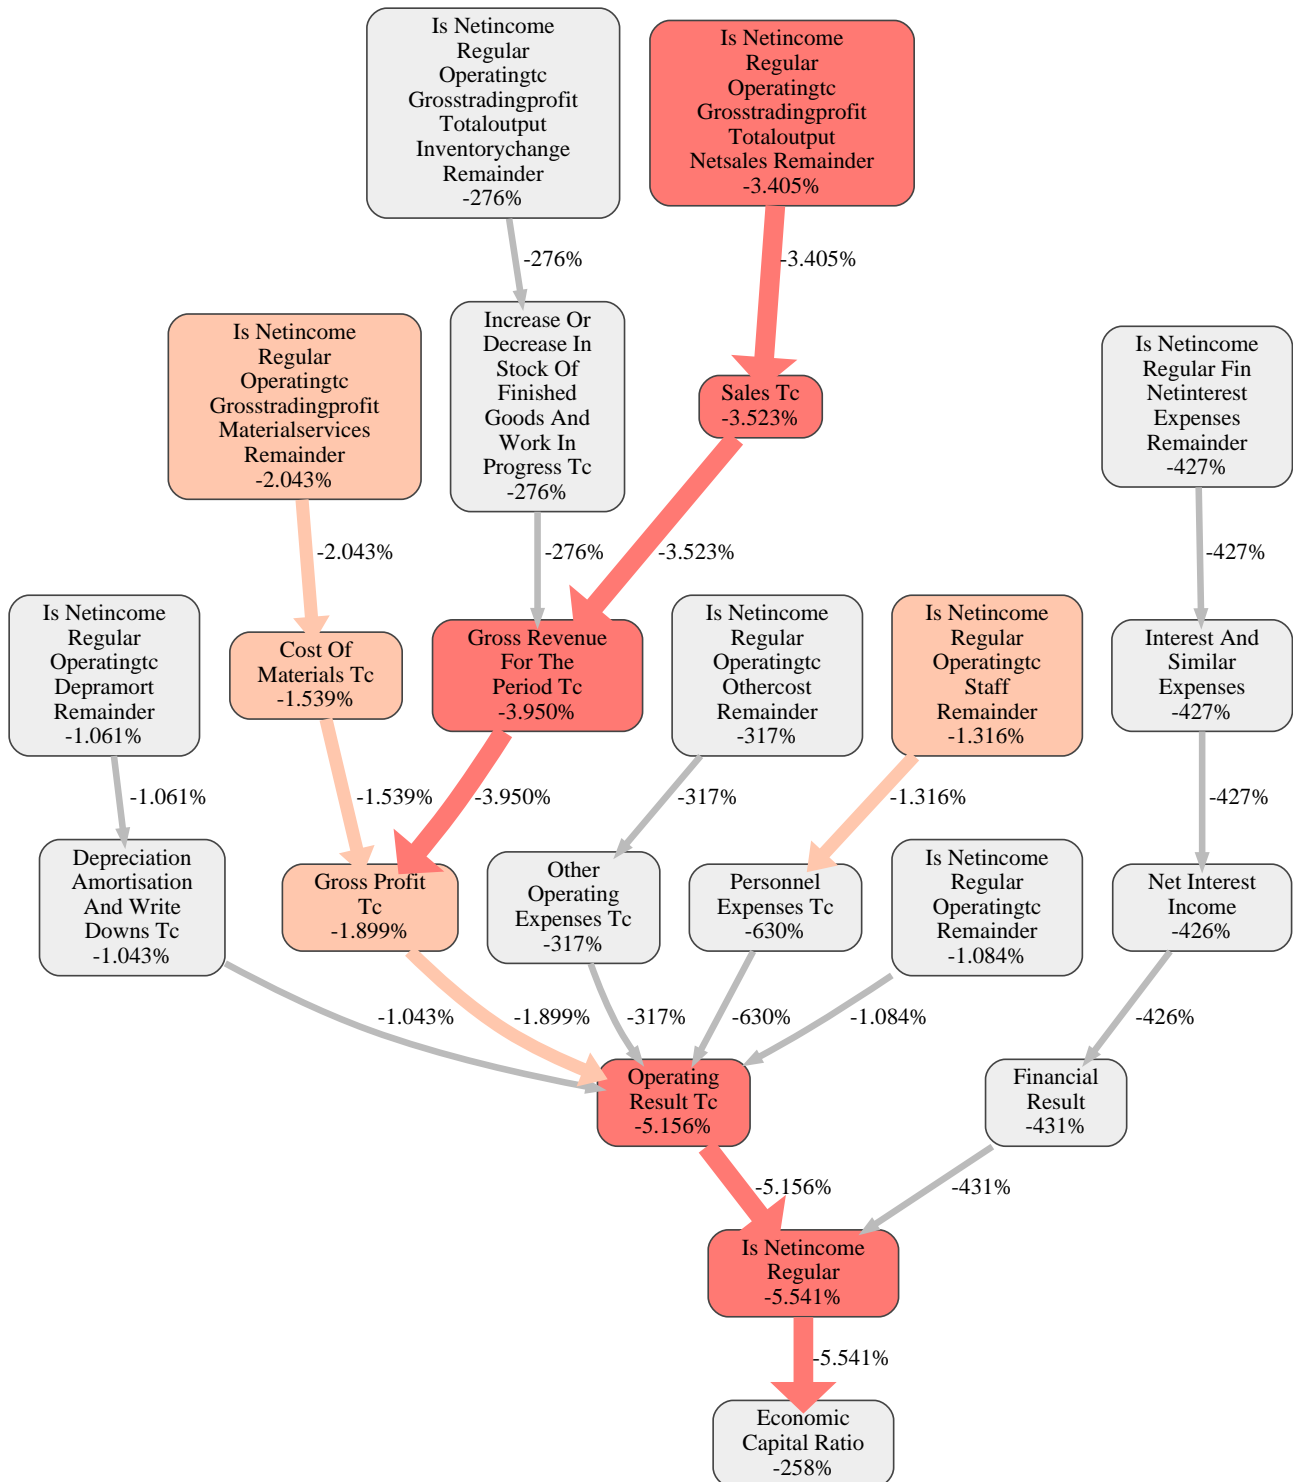 Is Netincome
Regular
Operatingtc
Grosstradingprofit
Totaloutput
Inventorychange
Remainder
-276%
Is Netincome
Regular
Operatingtc
Grosstradingprofit
Totaloutput
Netsales Remainder
-3.405%
-276%
-3.405%
Is Netincome
Regular
Operatingtc
Grosstradingprofit
Materialservices
Remainder
-2.043%
Increase Or
Decrease In
Stock Of
Finished
Goods And
Work In
Progress Tc
-276%
Sales Tc
-3.523%
Is Netincome
Regular Fin
Netinterest
Expenses
Remainder
-427%
-2.043%
-276%
-3.523%
-427%
Is Netincome
Regular
Operatingtc
Depramort
Remainder
-1.061%
Cost Of
Materials Tc
-1.539%
Gross Revenue
For The
Period Tc
-3.950%
Is Netincome
Regular
Operatingtc
Othercost
Remainder
-317%
Is Netincome
Regular
Operatingtc
Staff
Remainder
-1.316%
Interest And
Similar
Expenses
-427%
-1.061%
-1.539%
-3.950%
-317%
-1.316%
-427%
Depreciation
Amortisation
And Write
Downs Tc
-1.043%
Gross Profit
Tc
-1.899%
Other
Operating
Expenses Tc
-317%
Personnel
Expenses Tc
-630%
Is Netincome
Regular
Operatingtc
Remainder
-1.084%
Net Interest
Income
-426%
-1.043%
-1.899%
-317%
-630%
-1.084%
-426%
Operating
Result Tc
-5.156%
Financial
Result
-431%
-5.156%
-431%
Is Netincome
Regular
-5.541%
-5.541%
Economic
Capital Ratio
-258%